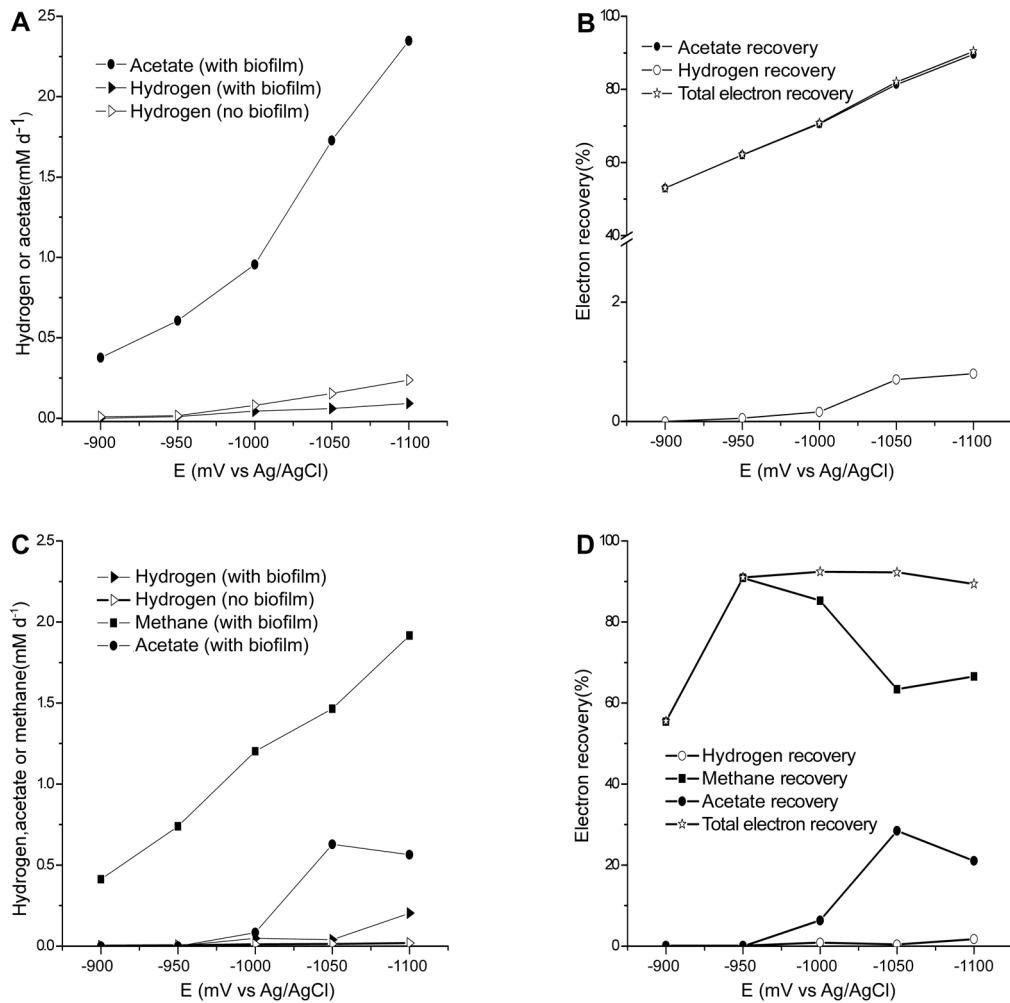 A
2.5
2.0
1.5
1.0
0.5
0.0
Hydrogen or acetate(mM d-1)
Acetate (with biofilm)
Hydrogen (with biofilm)
Hydrogen (no biofilm)
-900 -950 -1000 -1050 -1100
E (mV vs Ag/AgCl)
B
100
80
60
40
2
0
Electron recovery(%)
Acetate recovery
Hydrogen recovery
Total electron recovery
-900 -950 -1000 -1050 -1100
E (mV vs Ag/AgCl)
C
2.5
2.0
1.5
1.0
0.5
0.0
Hydrogen,acetate or methane(mM d-1)
Hydrogen (with biofilm)
Hydrogen (no biofilm)
Methane (with biofilm)
Acetate (with biofilm)
-900 -950 -1000 -1050 -1100
E (mV vs Ag/AgCl)
D
100
80
60
40
20
0
Electron recovery(%)
Hydrogen recovery
Methane recovery
Acetate recovery
Total electron recovery
-900 -950 -1000 -1050 -1100
E (mV vs Ag/AgCl)